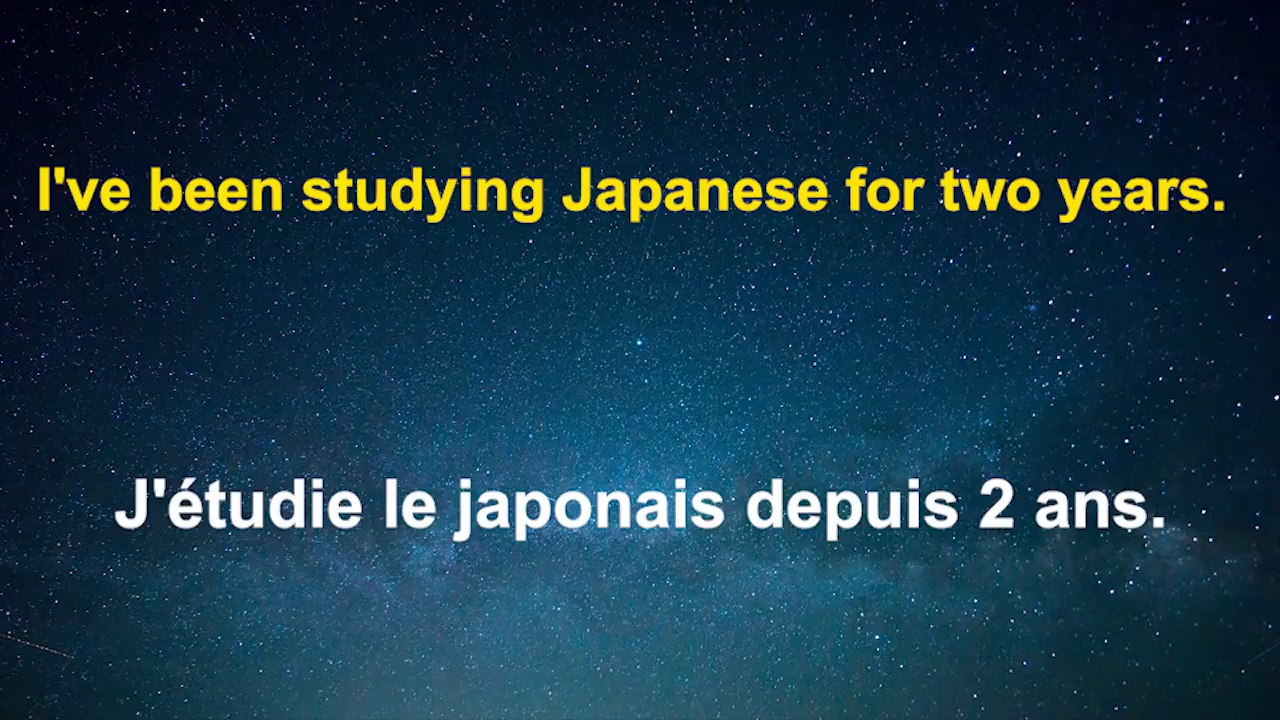 I've been studying Japanese for two years.
J'étudie le japonais depuis 2 ans.